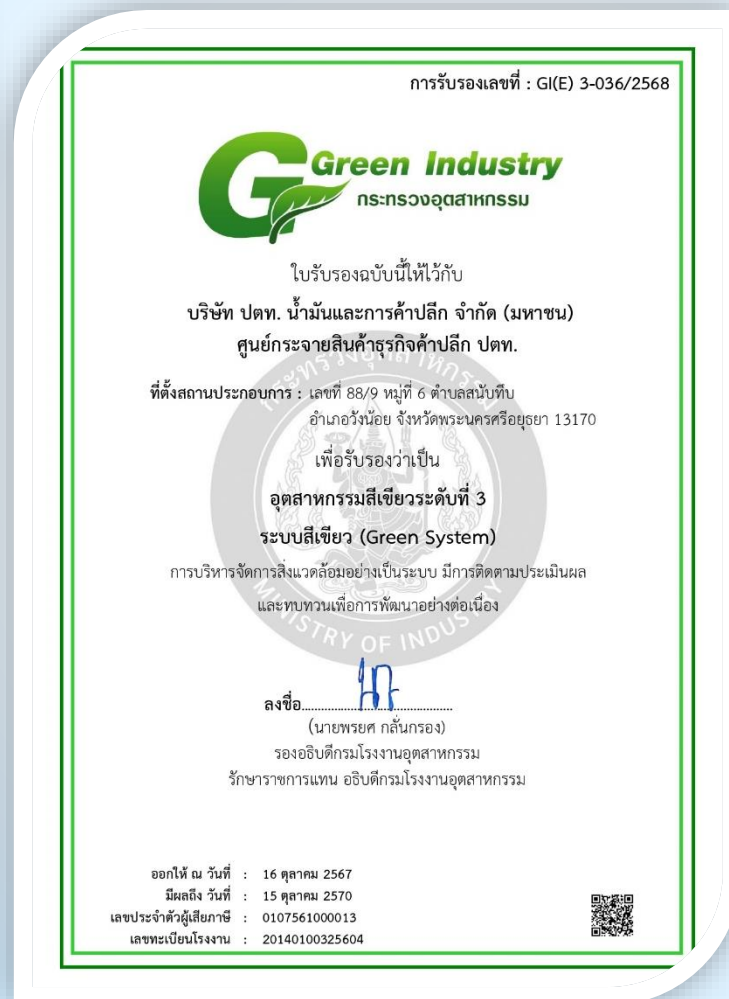 การรับรองเลขที่ : GI(E) 3-036/2568
Green Industry
กระทรวงอุตสาหกรรม
ใบรับรองฉบับนี้ให้ไว้กับ
บริษัท ปตท. น้ำมันและการค้าปลีก จำกัด (มหาชน)
ศูนย์กระจายสินค้าธุรกิจค้าปลีก ปตท.
กระทรวงอุตสาหกรรม
ที่ตั้งสถานประกอบการ : เลขที่ 88/9 หมู่ที่ 6 ตำบลสนับทึบ
อำเภอวังน้อย จังหวัดพระนครศรีอยุธยา 13170
เพื่อรับรองว่าเป็น
อุตสาหกรรมสีเขียวระดับที่ 3
ระบบสีเขียว (Green System)
การบริหารจัดการสิ่งแวดล้อมอย่างเป็นระบบ มีการติดตามประเมินผล
และทบทวนเพื่อการพัฒนาอย่างต่อเนื่อง
MINISTRY OF INDUSTRY
ลงชื่อ
(นายพรยศ กลั่นกรอง)
รองอธิบดีกรมโรงงานอุตสาหกรรม
รักษาราชการแทน อธิบดีกรมโรงงานอุตสาหกรรม
ออกให้ ณ วันที่ : 16 ตุลาคม 2567
มีผลถึง วันที่ : 15 ตุลาคม 2570
เลขประจำตัวผู้เสียภาษี : 0107561000013
เลขทะเบียนโรงงาน : 20140100325604